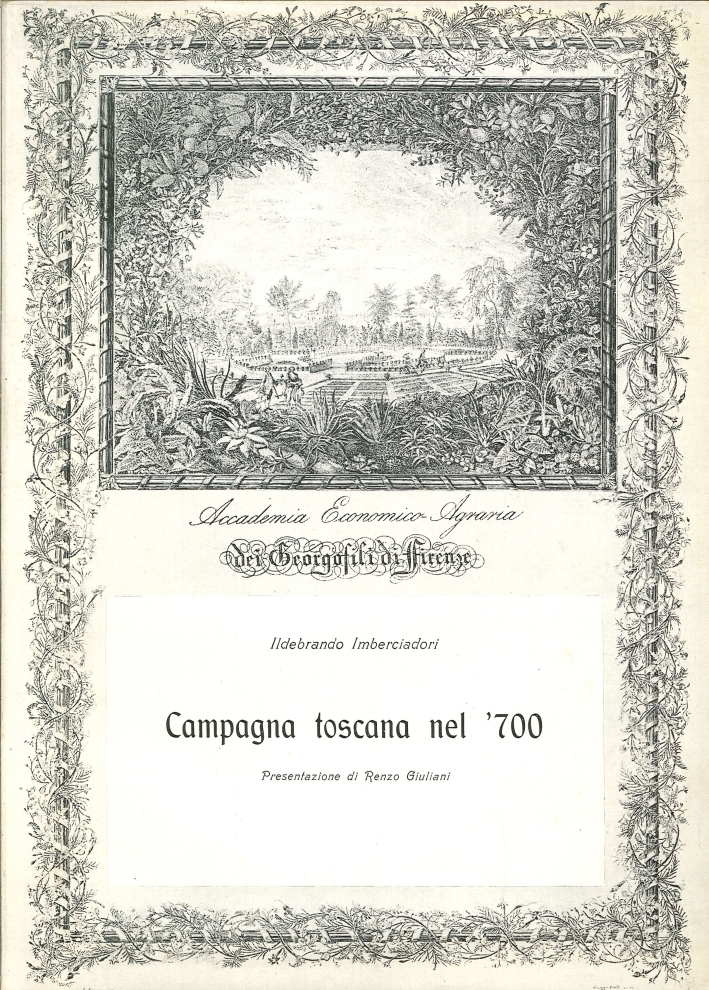 Accademia Economico-Agraria
dei Georgofili di Firenze
Ildebrando Imberciadori
Campagna toscana nel '700
Presentazione di Renzo Giuliani